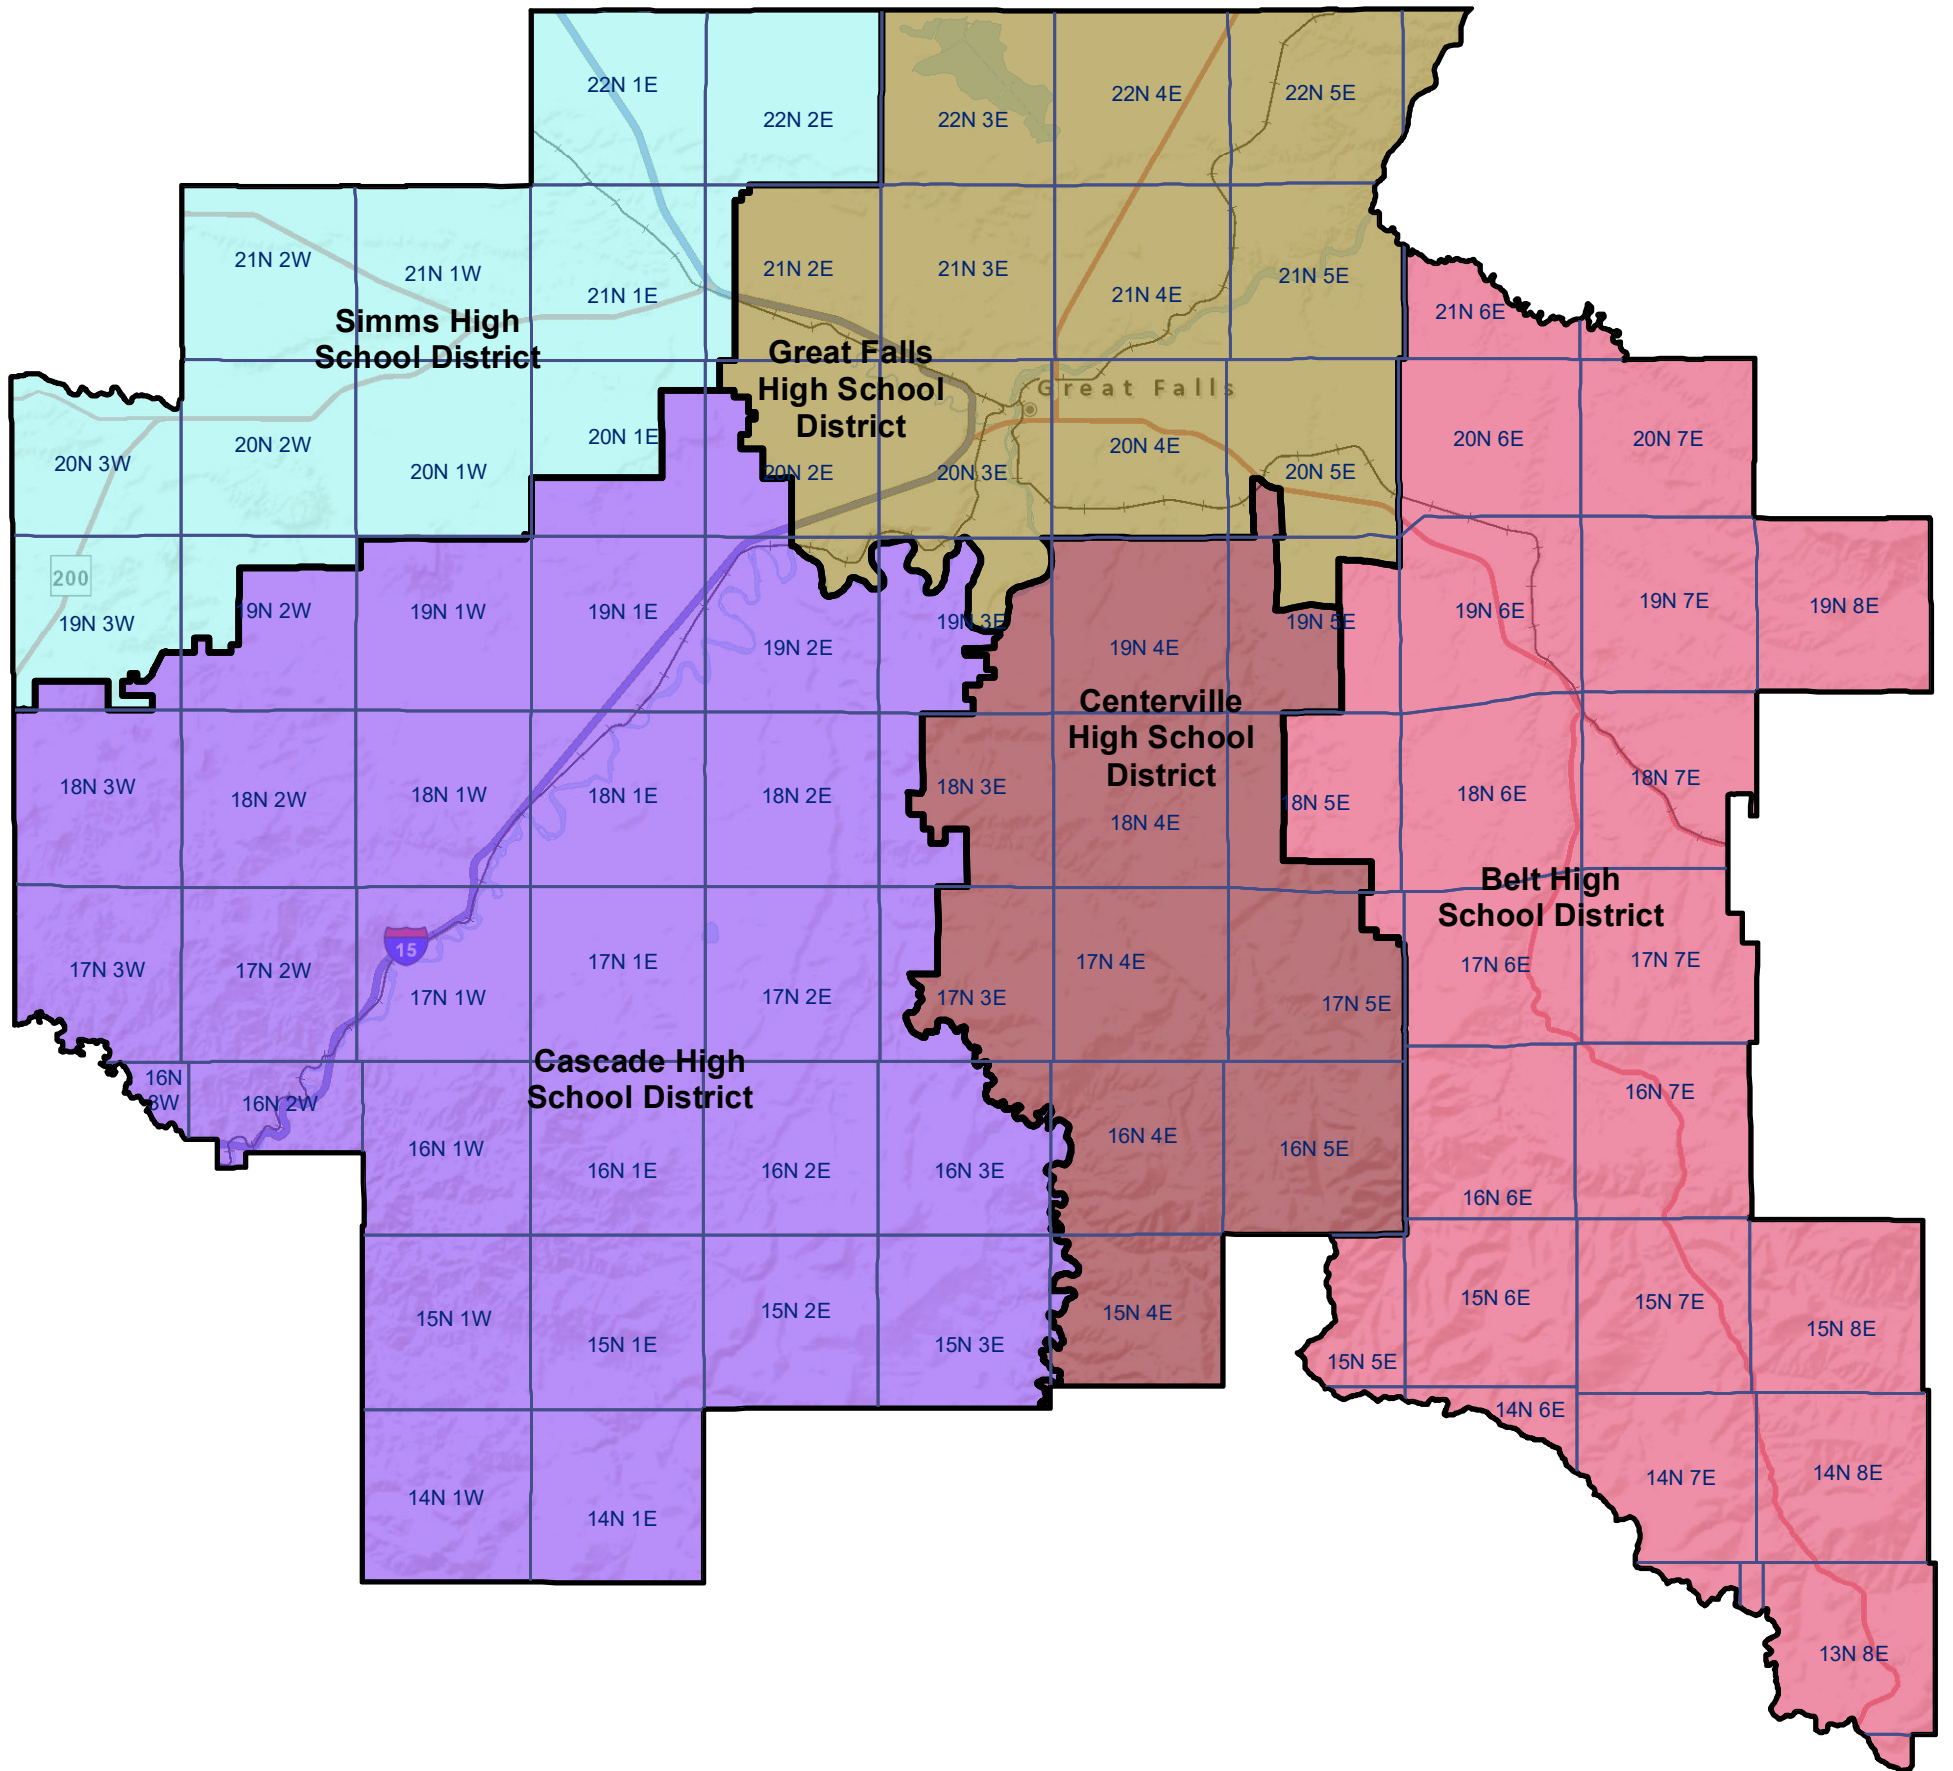 22N 1E
22N 2E
22N 3E
22N 4E
22N 5E
21N 2W
21N 1W
21N 1E
21N 2E
21N 3E
21N 4E
21N 5E
21N 6E
Simms High
School District
Great Falls
High School
District
Great Falls
20N 3W
20N 2W
20N 1W
20N 1E
20N 2E
20N 3E
20N 4E
20N 5E
20N 6E
20N 7E
200
19N 3W
19N 2W
19N 1W
19N 1E
19N 2E
19N 3E
19N 4E
19N 5E
19N 6E
19N 7E
19N 8E
Centerville
High School
District
18N 3W
18N 2W
18N 1W
18N 1E
18N 2E
18N 3E
18N 4E
18N 5E
18N 6E
18N 7E
Belt High
School District
15
17N 3W
17N 2W
17N 1W
17N 1E
17N 2E
17N 3E
17N 4E
17N 5E
17N 6E
17N 7E
Cascade High
School District
16N
3W
16N 2W
16N 1W
16N 1E
16N 2E
16N 3E
16N 4E
16N 5E
16N 6E
16N 7E
15N 1W
15N 1E
15N 2E
15N 3E
15N 4E
15N 5E
15N 6E
15N 7E
15N 8E
14N 1W
14N 1E
14N 6E
14N 7E
14N 8E
13N 8E